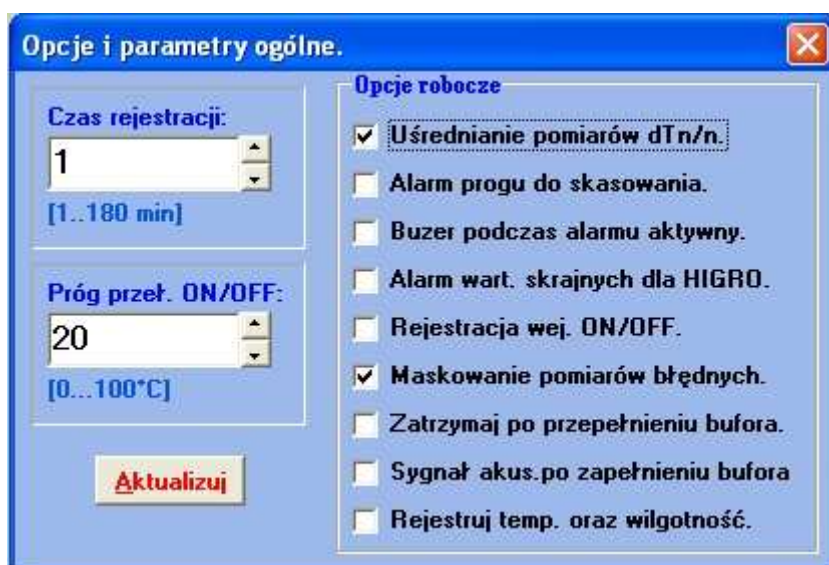 Opcje i parametry ogólne.
Czas rejestracji:
1
[1..180 min]
Próg przeł. ON/OFF:
20
[0...100°C]
Aktualizuj
Opcje robocze
Uśrednianie pomiarów dTn/n.
Alarm progu do skasowania.
Buzer podczas alarmu aktywny.
Alarm wart. skrajnych dla HIGRO.
Rejestracja wej. ON/OFF.
Maskowanie pomiarów błędnych.
Zatrzymaj po przepełnieniu bufora.
Sygnał akus.po zapełnieniu bufora
Rejestruj temp. oraz wilgotność.